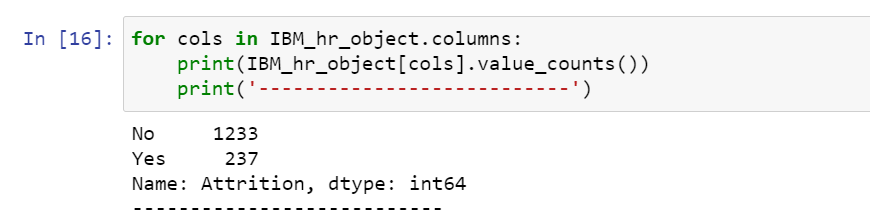 In [16]: for cols in IBM_hr_object.columns:
    print(IBM_hr_object[cols].value_counts())
    print('---------------------------')
No     1233
Yes     237
Name: Attrition, dtype: int64
---------------------------